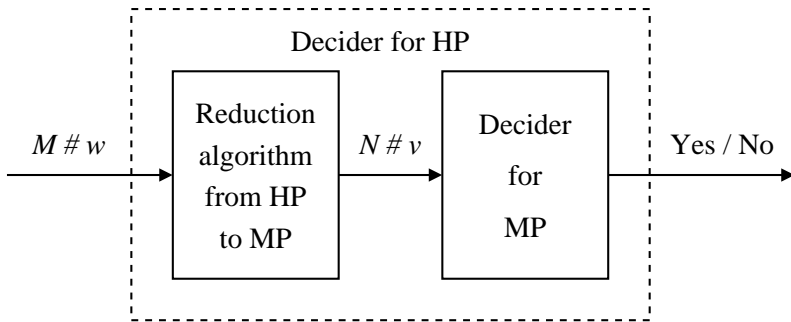 Decider for HP
M # w
Reduction
algorithm
from HP
to MP
N # v
Decider
for
MP
Yes / No